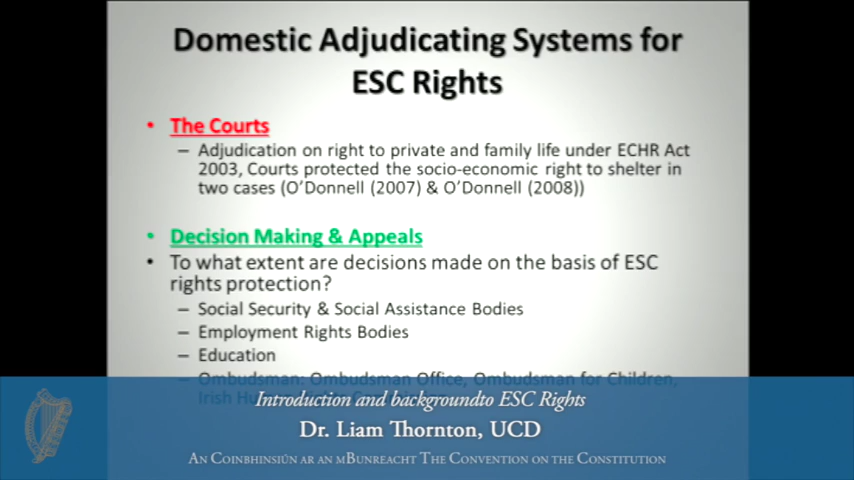 Domestic Adjudicating Systems for
ESC Rights
• The Courts
– Adjudication on right to private and family life under ECHR Act
2003, Courts protected the socio-economic right to shelter in
two cases (O'Donnell (2007) & O'Donnell (2008))
• Decision Making & Appeals
• To what extent are decisions made on the basis of ESC
rights protection?
– Social Security & Social Assistance Bodies
– Employment Rights Bodies
– Education
– Ombudsman: Ombudsman Office, Ombudsman for Children,
Irish
Introduction and backgroundto ESC Rights
Dr. Liam Thornton, UCD
An Coinbhinsiún ar an mBunreacht The Convention on the Constitution